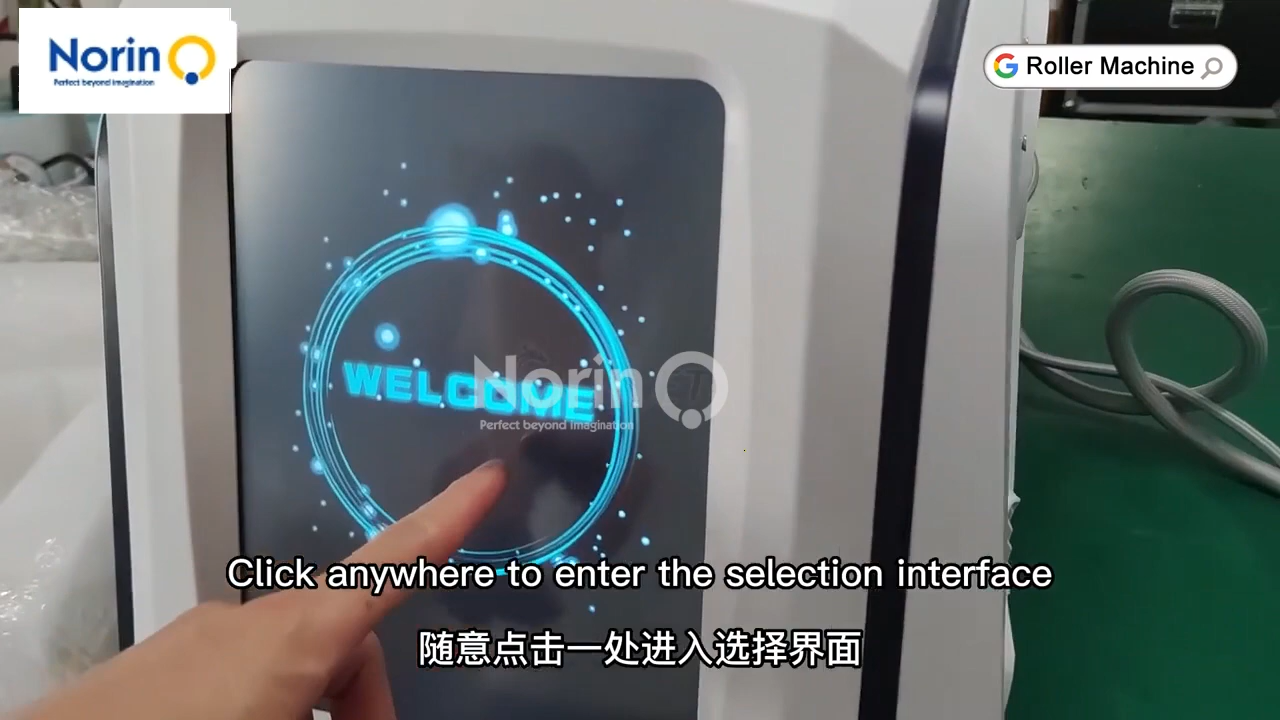 Norin
Perfect beyond imagination
Roller Machine
WELCOME
Norin
Perfect beyond Imagination
Click anywhere to enter the selection interface
随意点击一处进入选择界面